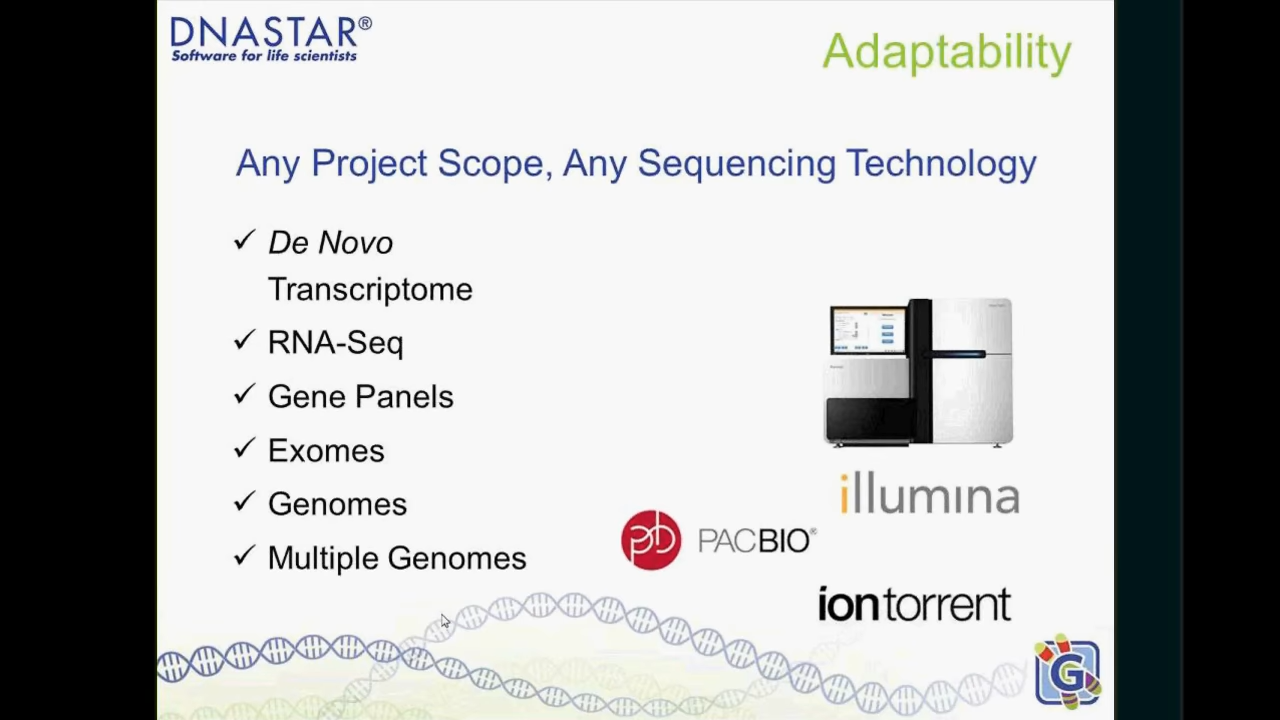 DNASTAR®
Software for life scientists
Adaptability
Any Project Scope, Any Sequencing Technology
✓ De Novo
Transcriptome
✓ RNA-Seq
✓ Gene Panels
✓ Exomes
✓ Genomes
✓ Multiple Genomes
illumina
pb PACBIO®
iontorrent
G